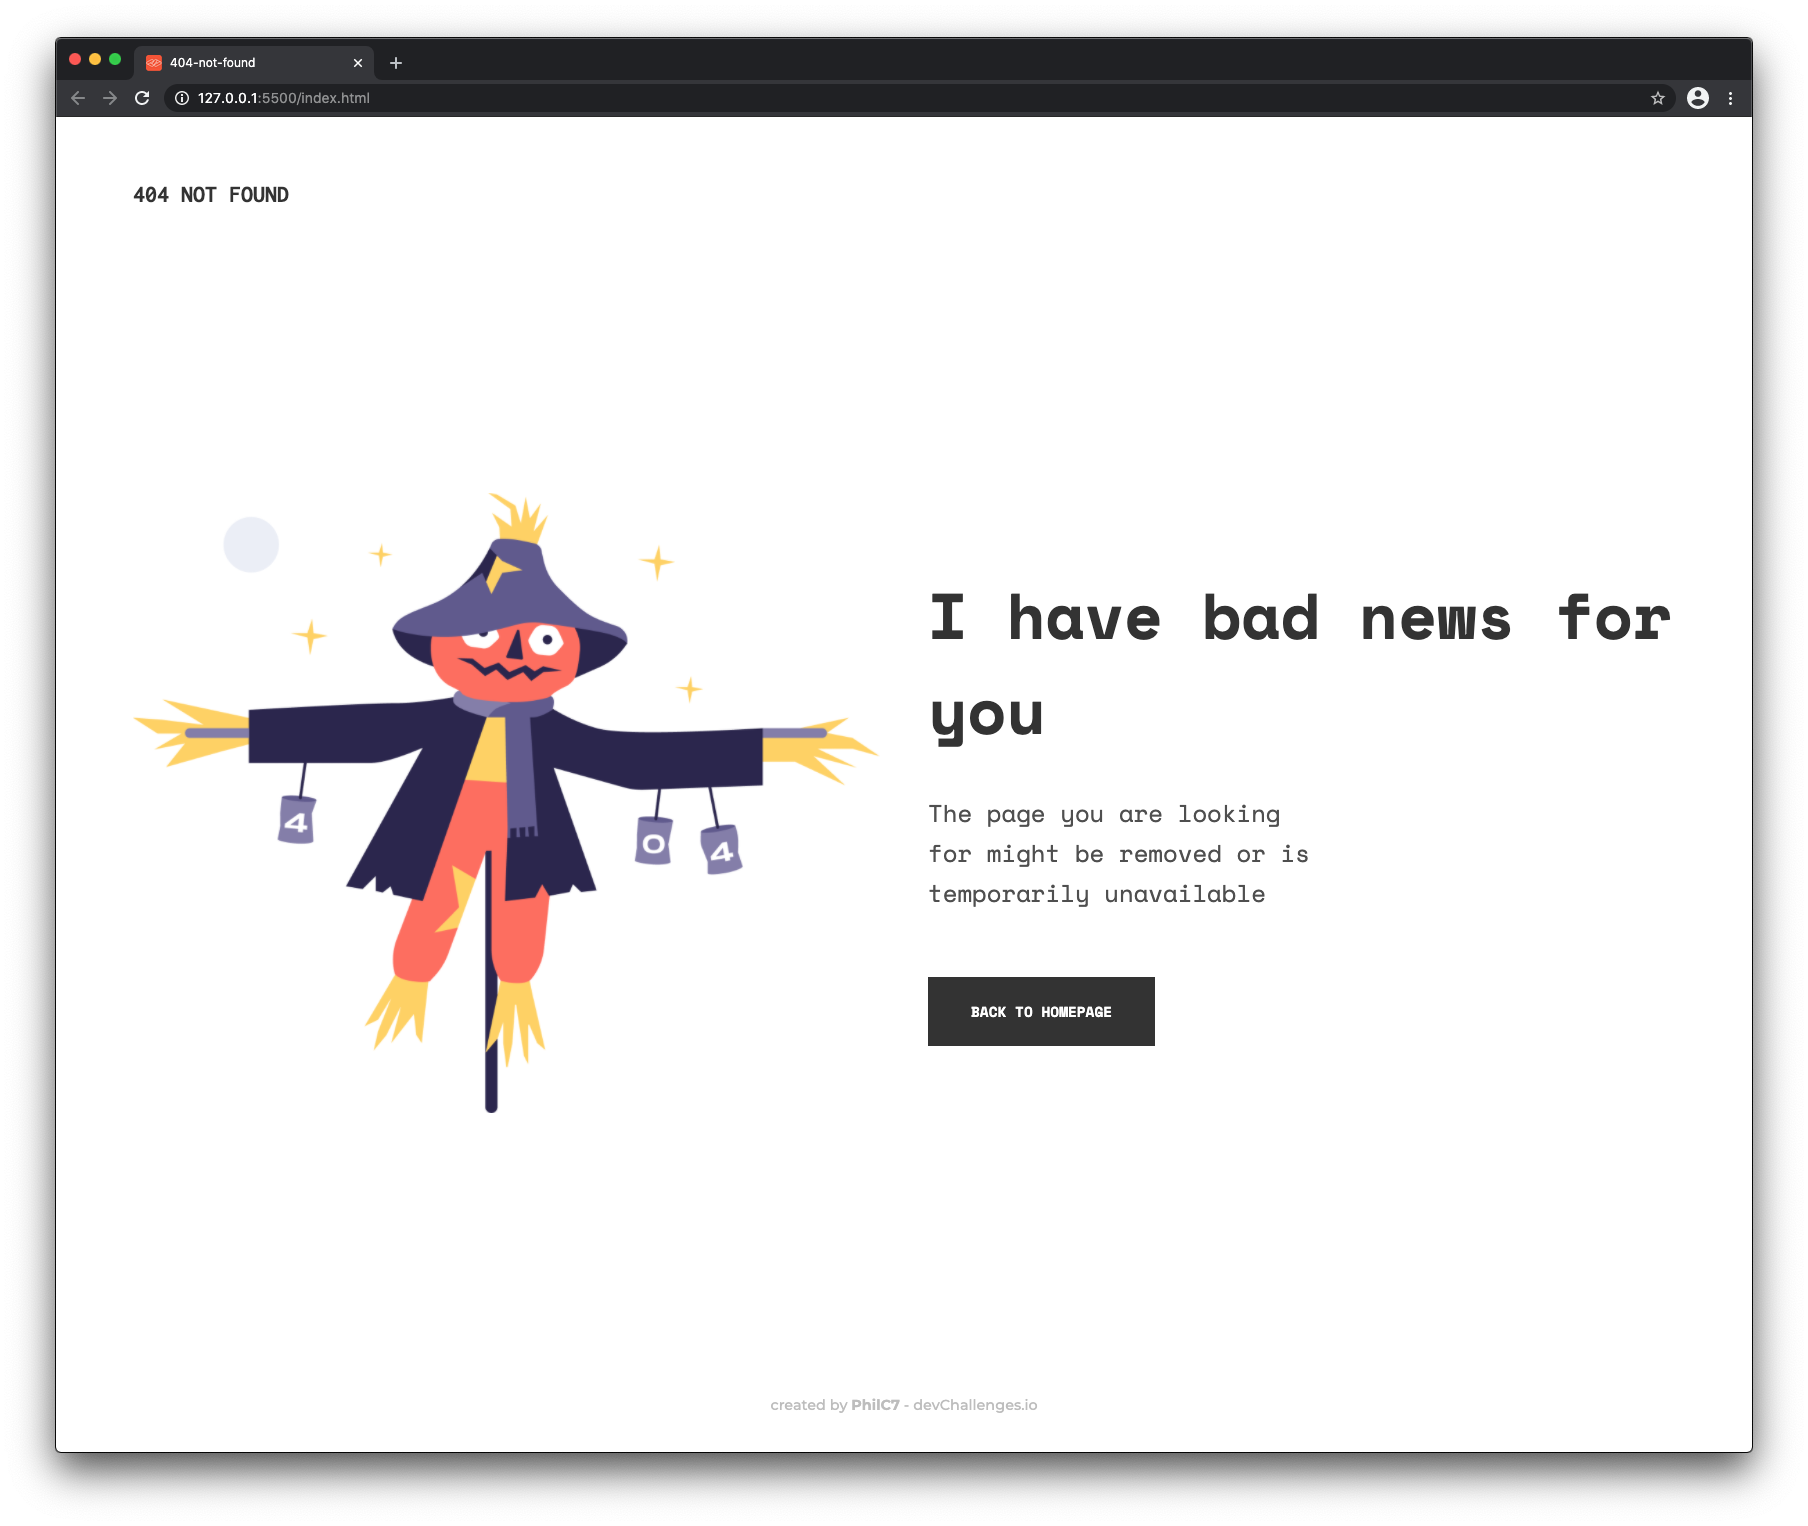 404-not-found
127.0.0.1:5500/index.html
404 NOT FOUND
4
0
4
I have bad news for
you
The page you are looking
for might be removed or is
temporarily unavailable
BACK TO HOMEPAGE
created by PhilC7 - devChallenges.io